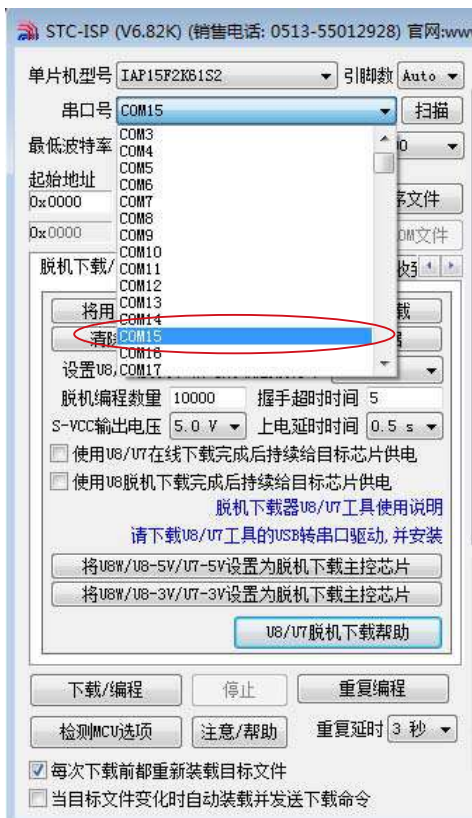 STC-ISP (V6.82K) (销售电话: 0513-55012928) 官网:www
单片机型号 IAP15F2K61S2 引脚数 Auto
串口号 COM15 扫描
最低波特率
COM3
COM4
COM5
COM6
COM7
COM8
COM9
COM10
COM11
COM12
COM13
COM14
COM15
COM16
COM17
起始地址
0x0000 序文件
0x0000 OM文件
脱机下载/
将用
清除
设置U8,
脱机编程数量 10000 握手超时时间 5
S-VCC输出电压 5.0 V 上电延时时间 0.5 s
使用U8/U7在线下载完成后持续给目标芯片供电
使用U8脱机下载完成后持续给目标芯片供电
脱机下载器U8/U7工具使用说明
请下载U8/U7工具的USB转串口驱动, 并安装
将U8W/U8-5V/U7-5V设置为脱机下载主控芯片
将U8W/U8-3V/U7-3V设置为脱机下载主控芯片
U8/U7脱机下载帮助
下载/编程 停止 重复编程
检测MCU选项 注意/帮助 重复延时 3 秒
每次下载前都重新装载目标文件
当目标文件变化时自动装载并发送下载命令